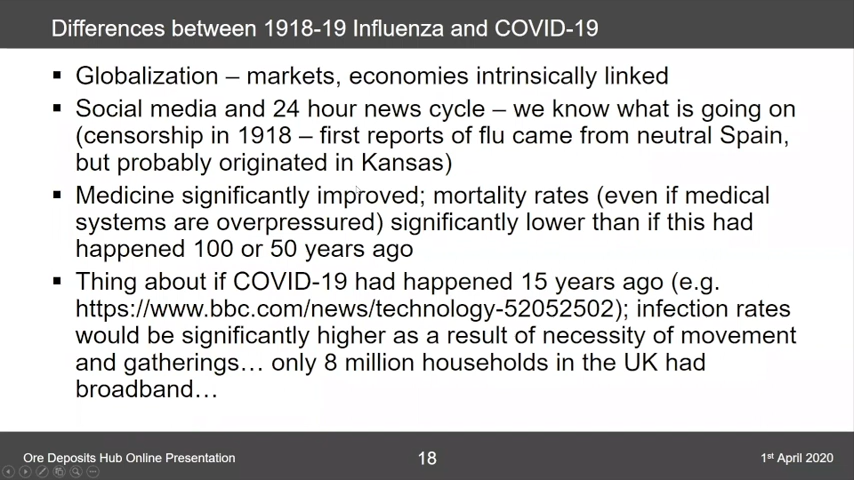 Differences between 1918-19 Influenza and COVID-19
▪ Globalization – markets, economies intrinsically linked
▪ Social media and 24 hour news cycle – we know what is going on
(censorship in 1918 – first reports of flu came from neutral Spain,
but probably originated in Kansas)
▪ Medicine significantly improved; mortality rates (even if medical
systems are overpressured) significantly lower than if this had
happened 100 or 50 years ago
▪ Thing about if COVID-19 had happened 15 years ago (e.g.
https://www.bbc.com/news/technology-52052502); infection rates
would be significantly higher as a result of necessity of movement
and gatherings… only 8 million households in the UK had
broadband…
Ore Deposits Hub Online Presentation
18
1st April 2020